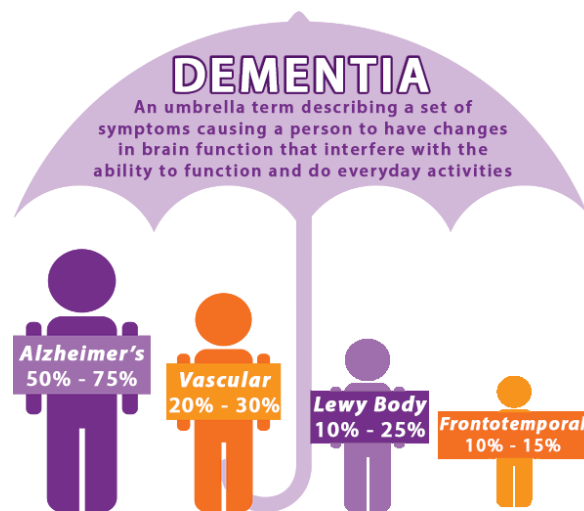 DEMENTIA
An umbrella term describing a set of
symptoms causing a person to have changes
in brain function that interfere with the
ability to function and do everyday activities
Alzheimer's
50% - 75%
Vascular
20% - 30%
Lewy Body
10% - 25%
Frontotemporal
10% - 15%